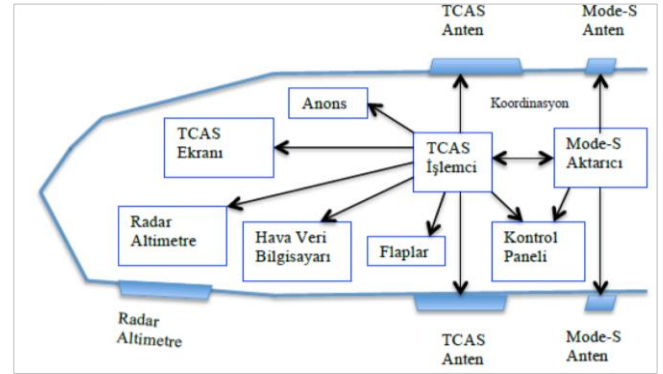 TCAS
Anten
Mode-S
Anten
Anons
Koordinasyon
TCAS
Ekranı
TCAS
İşlemci
Mode-S
Aktarıcı
Radar
Altimetre
Hava Veri
Bilgisayarı
Flaplar
Kontrol
Paneli
Radar
Altimetre
TCAS
Anten
Mode-S
Anten